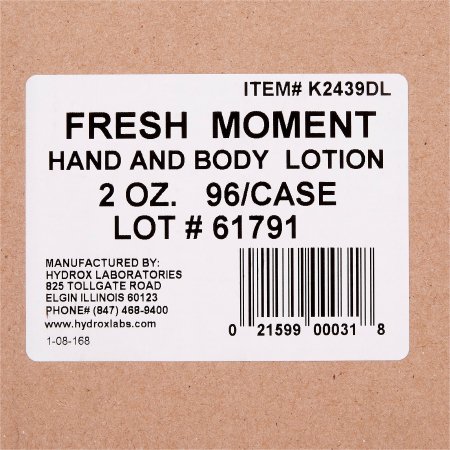 ITEM# K2439DL
FRESH MOMENT
HAND AND BODY LOTION
2 OZ. 96/CASE
LOT # 61791
MANUFACTURED BY:
HYDROX LABORATORIES
825 TOLLGATE ROAD
ELGIN ILLINOIS 60123
PHONE# (847) 468-9400
www.hydroxlabs.com
1-08-168
0 21599 00031 8